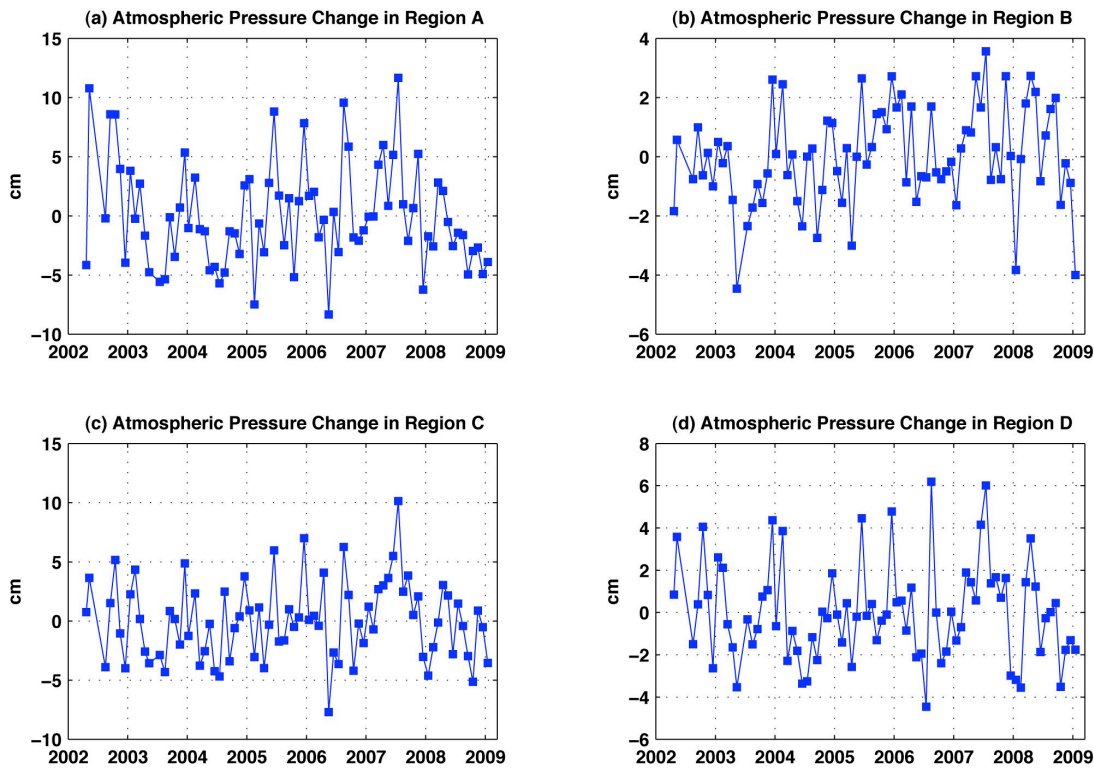 (a) Atmospheric Pressure Change in Region A
15
10
5
0
−5
−10
cm
2002 2003 2004 2005 2006 2007 2008 2009
(b) Atmospheric Pressure Change in Region B
4
2
0
−2
−4
−6
cm
2002 2003 2004 2005 2006 2007 2008 2009
(c) Atmospheric Pressure Change in Region C
15
10
5
0
−5
−10
cm
2002 2003 2004 2005 2006 2007 2008 2009
(d) Atmospheric Pressure Change in Region D
8
6
4
2
0
−2
−4
−6
cm
2002 2003 2004 2005 2006 2007 2008 2009